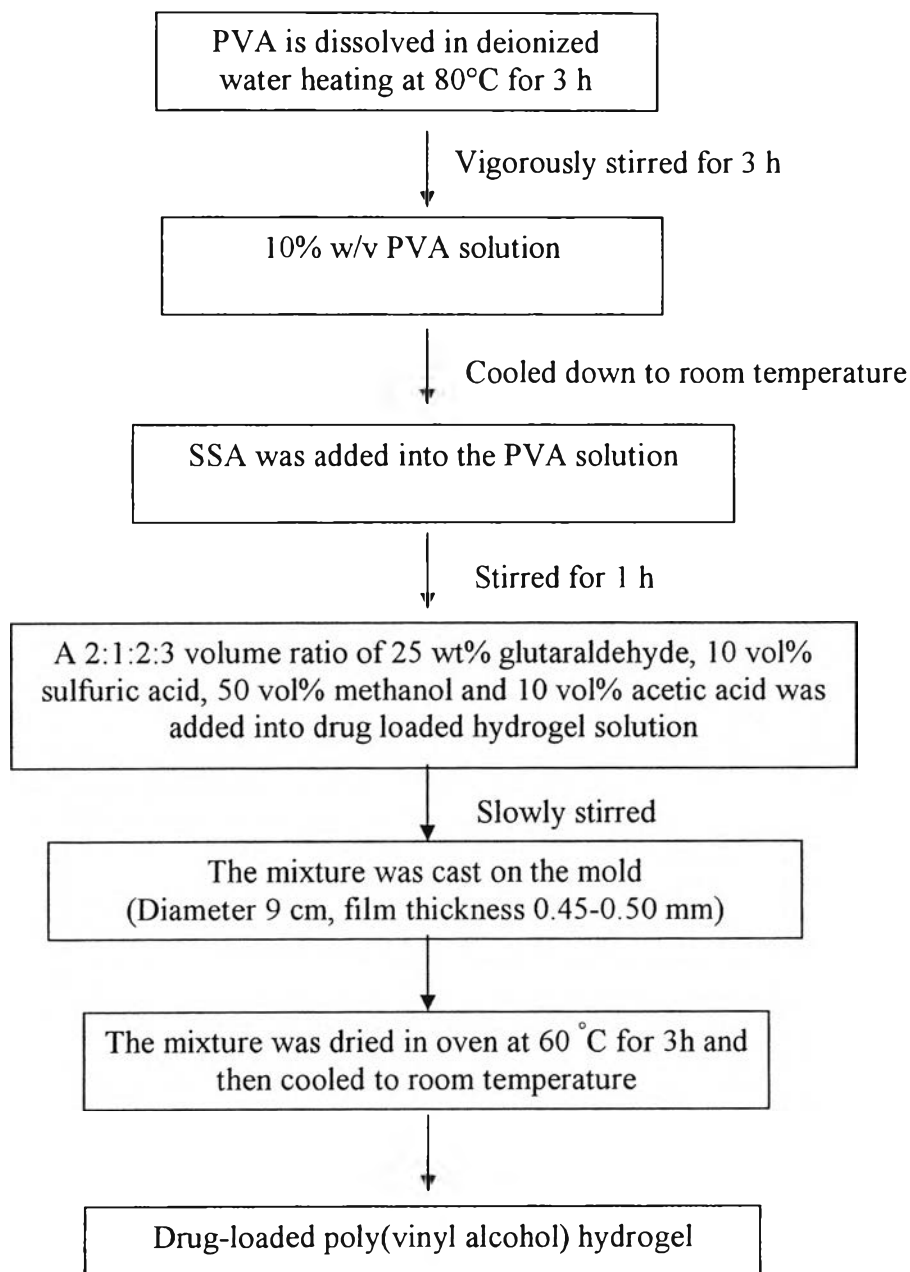 PVA is dissolved in deionized
water heating at 80°C for 3 h
Vigorously stirred for 3 h
10% w/v PVA solution
Cooled down to room temperature
SSA was added into the PVA solution
Stirred for 1 h
A 2:1:2:3 volume ratio of 25 wt% glutaraldehyde, 10 vol%
sulfuric acid, 50 vol% methanol and 10 vol% acetic acid was
added into drug loaded hydrogel solution
Slowly stirred
The mixture was cast on the mold
(Diameter 9 cm, film thickness 0.45-0.50 mm)
The mixture was dried in oven at 60 °C for 3h and
then cooled to room temperature
Drug-loaded poly(vinyl alcohol) hydrogel